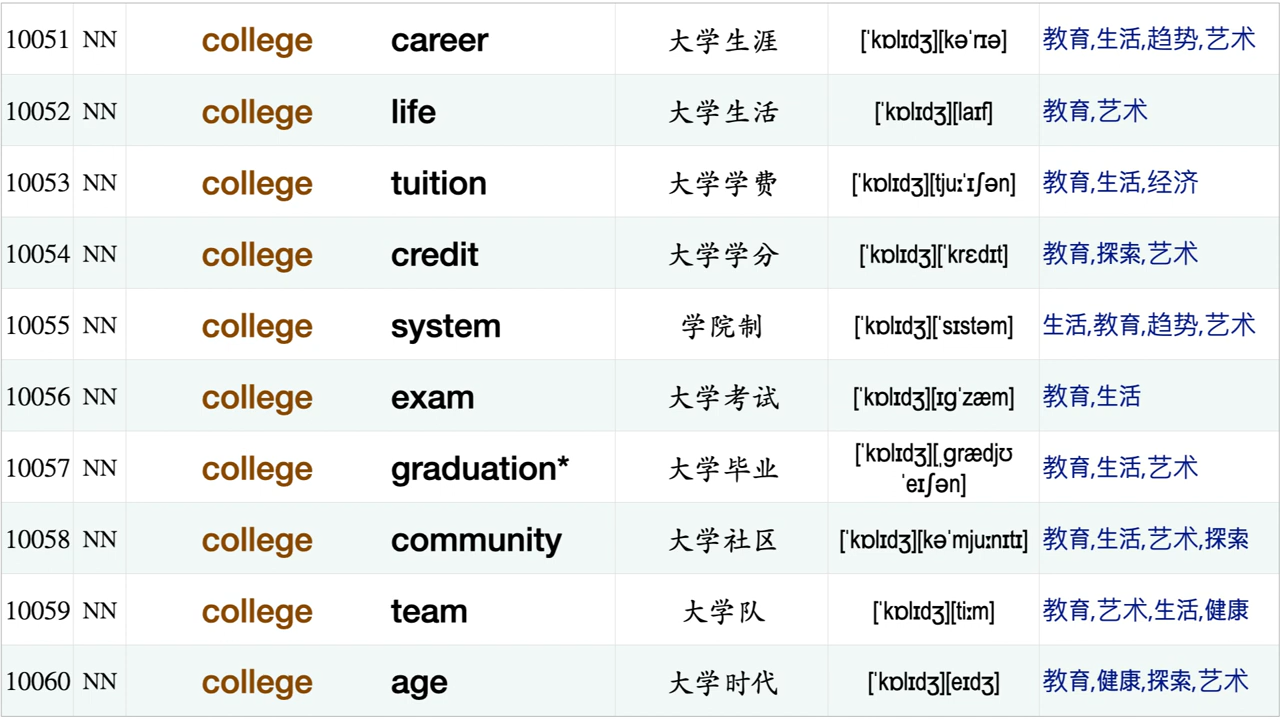 10051 NN college career 大学生涯 [ˈkɒlɪdʒ][kəˈrɪə] 教育,生活,趋势,艺术
10052 NN college life 大学生活 [ˈkɒlɪdʒ][laɪf] 教育,艺术
10053 NN college tuition 大学学费 [ˈkɒlɪdʒ][tjuːˈɪʃən] 教育,生活,经济
10054 NN college credit 大学学分 [ˈkɒlɪdʒ][ˈkrɛdɪt] 教育,探索,艺术
10055 NN college system 学院制 [ˈkɒlɪdʒ][ˈsɪstəm] 生活,教育,趋势,艺术
10056 NN college exam 大学考试 [ˈkɒlɪdʒ][ɪgˈzæm] 教育,生活
10057 NN college graduation* 大学毕业 [ˈkɒlɪdʒ][ˌgrædjʊ
ˈeɪʃən] 教育,生活,艺术
10058 NN college community 大学社区 [ˈkɒlɪdʒ][kəˈmjuːnɪtɪ] 教育,生活,艺术,探索
10059 NN college team 大学队 [ˈkɒlɪdʒ][tiːm] 教育,艺术,生活,健康
10060 NN college age 大学时代 [ˈkɒlɪdʒ][eɪdʒ] 教育,健康,探索,艺术